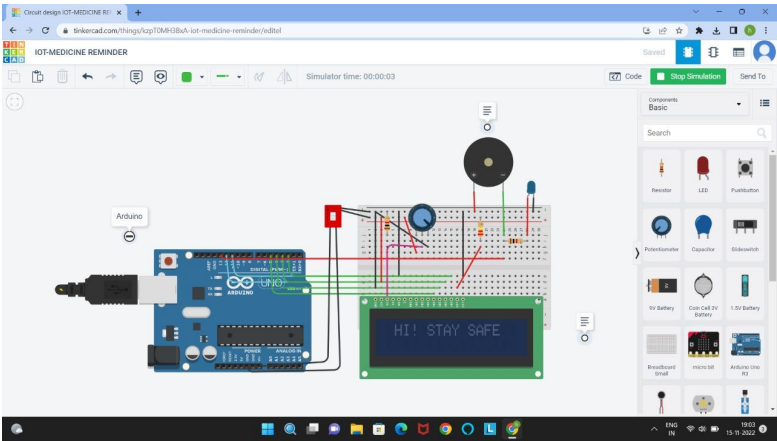 Circuit design IOT-MEDICINE RE
tinkercad.com/things/kzpT0MH3BxA-iot-medicine-reminder/editel
TIN
KER
CAD
IOT-MEDICINE REMINDER
Saved
Simulator time: 00:00:03
Code
Stop Simulation
Send To
Components
Basic
Search
Resistor
LED
Pushbutton
Potentiometer
Capacitor
Slideswitch
9V Battery
Coin Cell 3V Battery
1.5V Battery
Breadboard Small
micro:bit
Arduino Uno R3
Arduino
DIGITAL
UNO
ARDUINO
POWER
ANALOG IN
HI! STAY SAFE
ENG
IN
19:03
15-11-2022